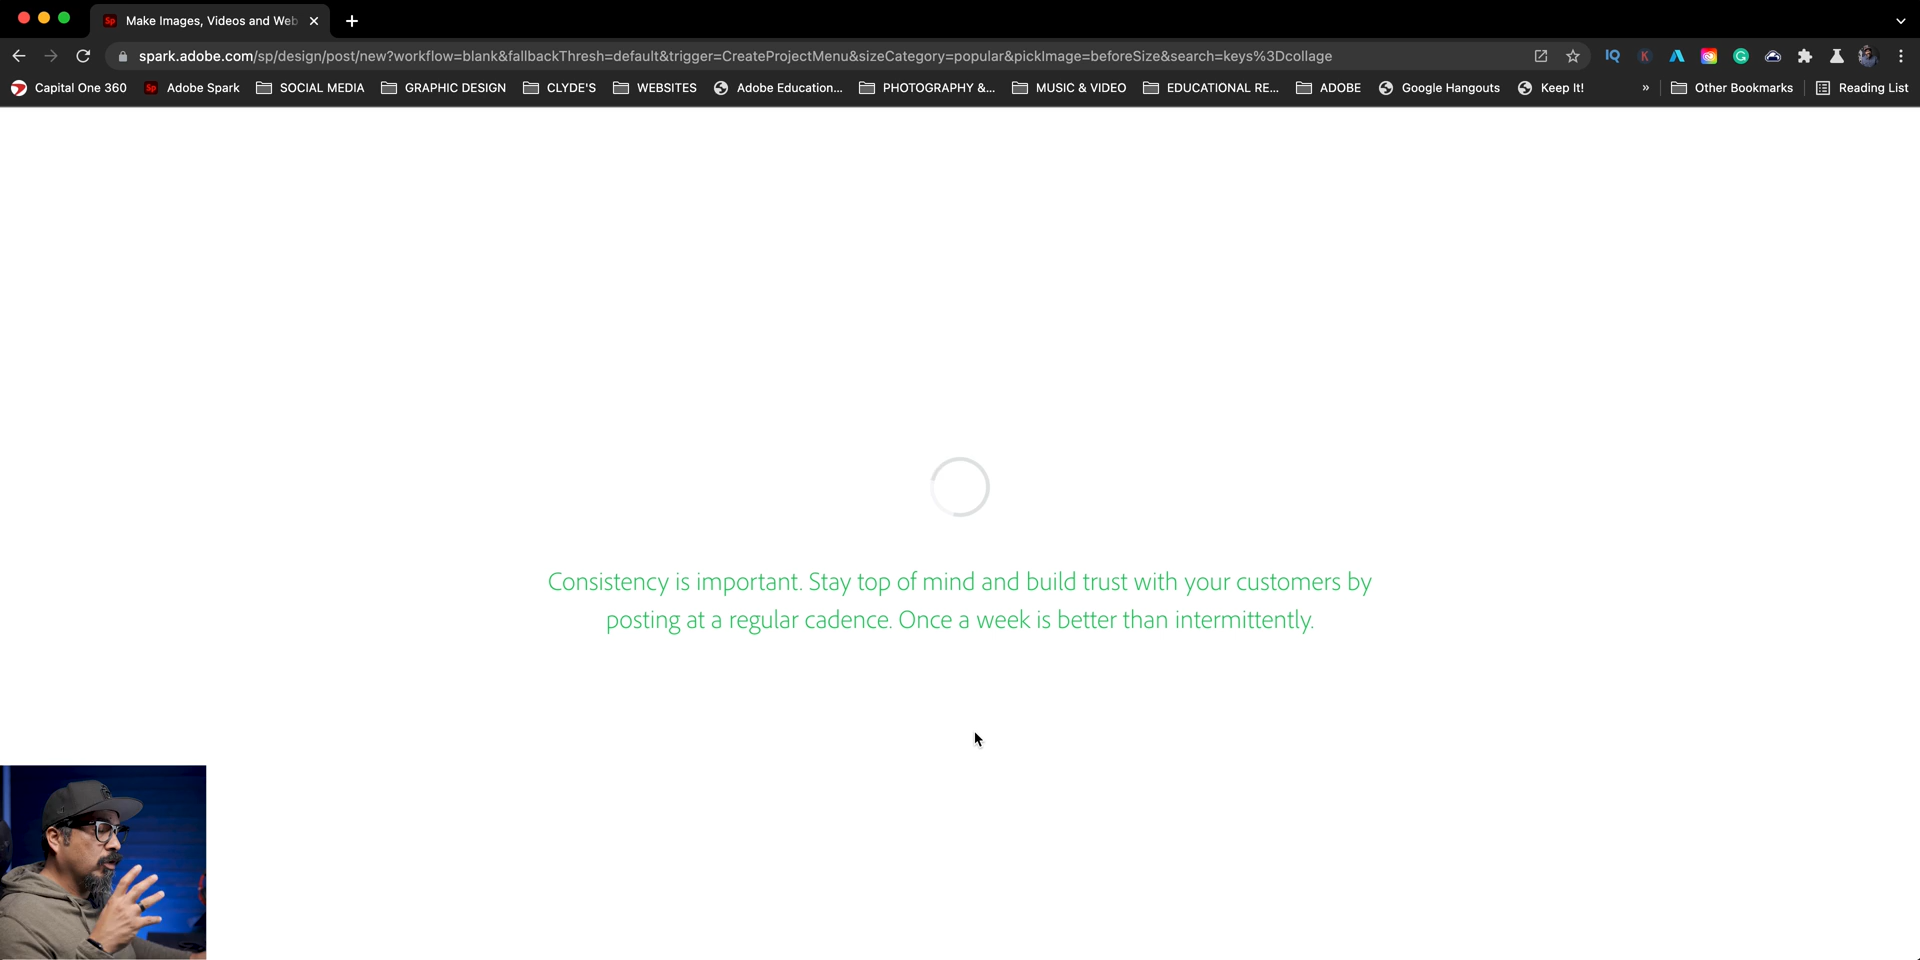 Sp Make Images, Videos and Web
spark.adobe.com/sp/design/post/new?workflow=blank&fallbackThresh=default&trigger=CreateProjectMenu&sizeCategory=popular&pickImage=beforeSize&search=keys%3Dcollage
IQ K G
Capital One 360 Sp Adobe Spark SOCIAL MEDIA GRAPHIC DESIGN CLYDE'S WEBSITES Adobe Education... PHOTOGRAPHY &... MUSIC & VIDEO EDUCATIONAL RE... ADOBE Google Hangouts Keep It! » Other Bookmarks Reading List
Consistency is important. Stay top of mind and build trust with your customers by
posting at a regular cadence. Once a week is better than intermittently.